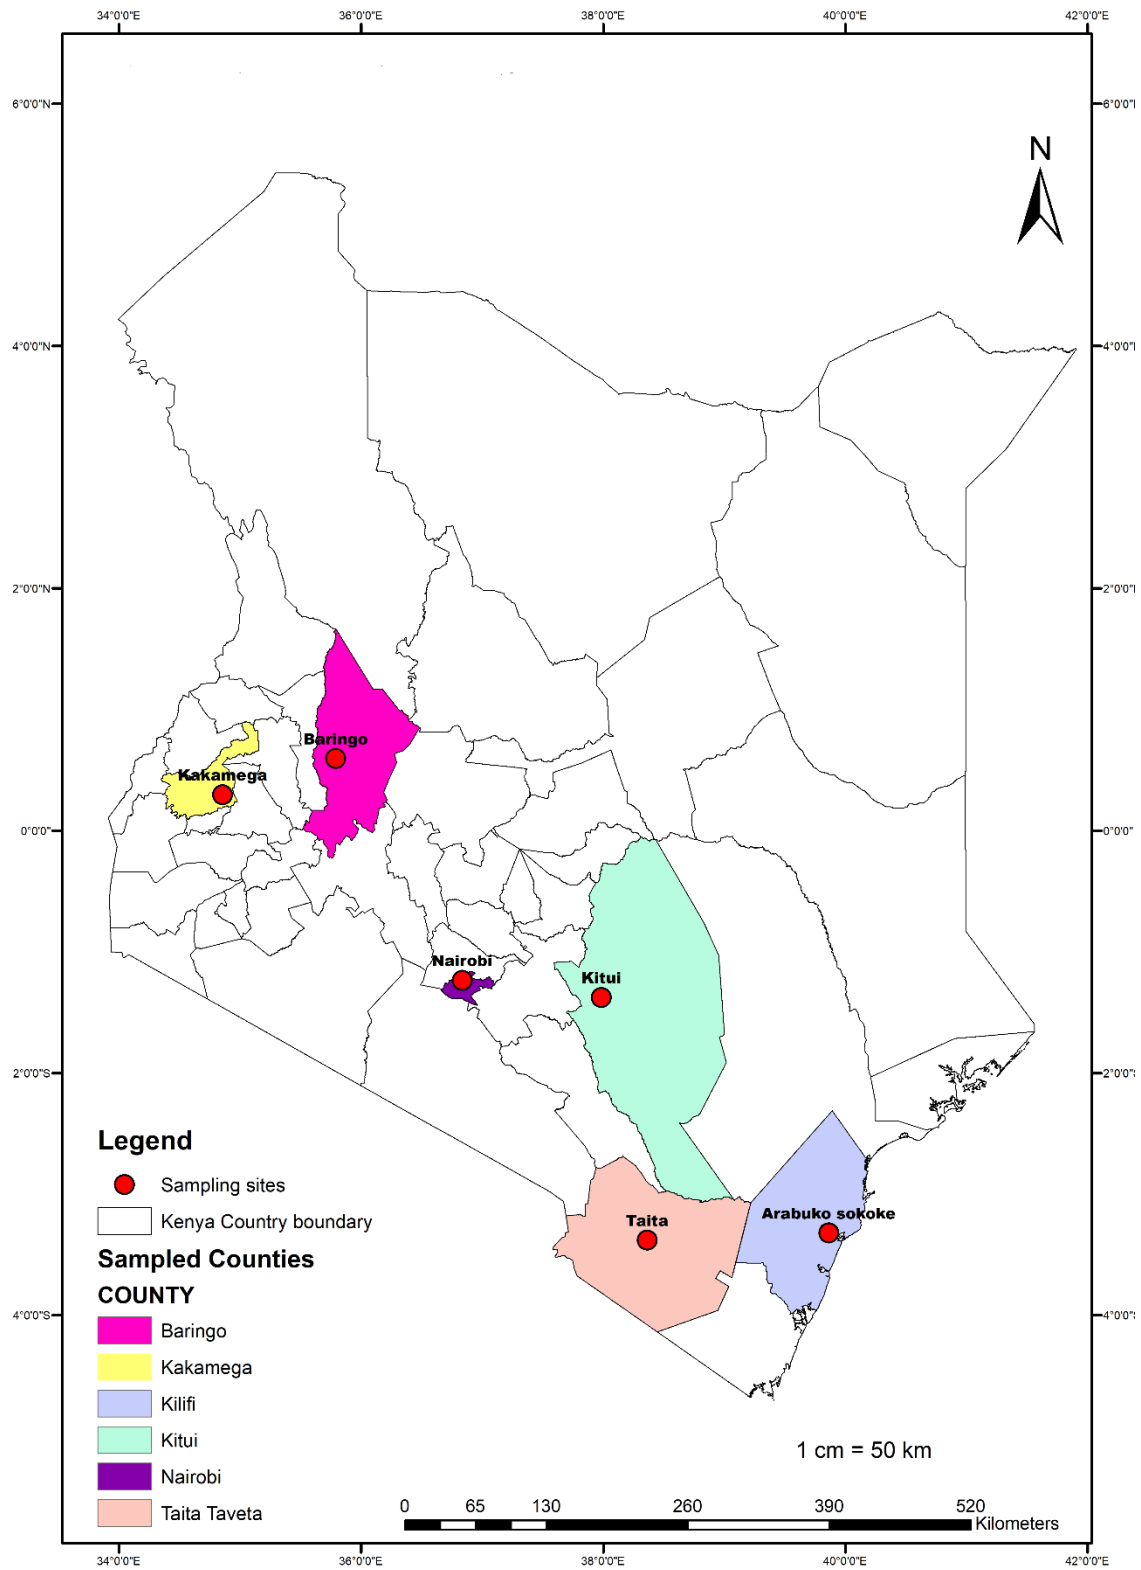 34°0'0"E 36°0'0"E 38°0'0"E 40°0'0"E 42°0'0"E
6°0'0"N 6°0'0"N
N
4°0'0"N 4°0'0"N
2°0'0"N 2°0'0"N
Baringo
Kakamega
0°0'0" 0°0'0"
Nairobi
Kitui
2°0'0"S 2°0'0"S
Legend
Sampling sites
Arabuko sokoke
Taita
Kenya Country boundary
Sampled Counties
COUNTY
4°0'0"S 4°0'0"S
Baringo
Kakamega
Kilifi
Kitui
1 cm = 50 km
Nairobi
Taita Taveta
0 65 130 260 390 520
Kilometers
34°0'0"E 36°0'0"E 38°0'0"E 40°0'0"E 42°0'0"E